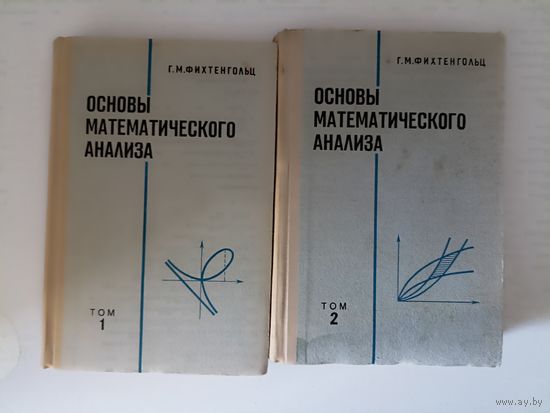 Г. М. ФИХТЕНГОЛЬЦ
ОСНОВЫ
МАТЕМАТИЧЕСКОГО
АНАЛИЗА
ТОМ
1
Г. М. ФИХТЕНГОЛЬЦ
ОСНОВЫ
МАТЕМАТИЧЕСКОГО
АНАЛИЗА
ТОМ
2
www.ay.by